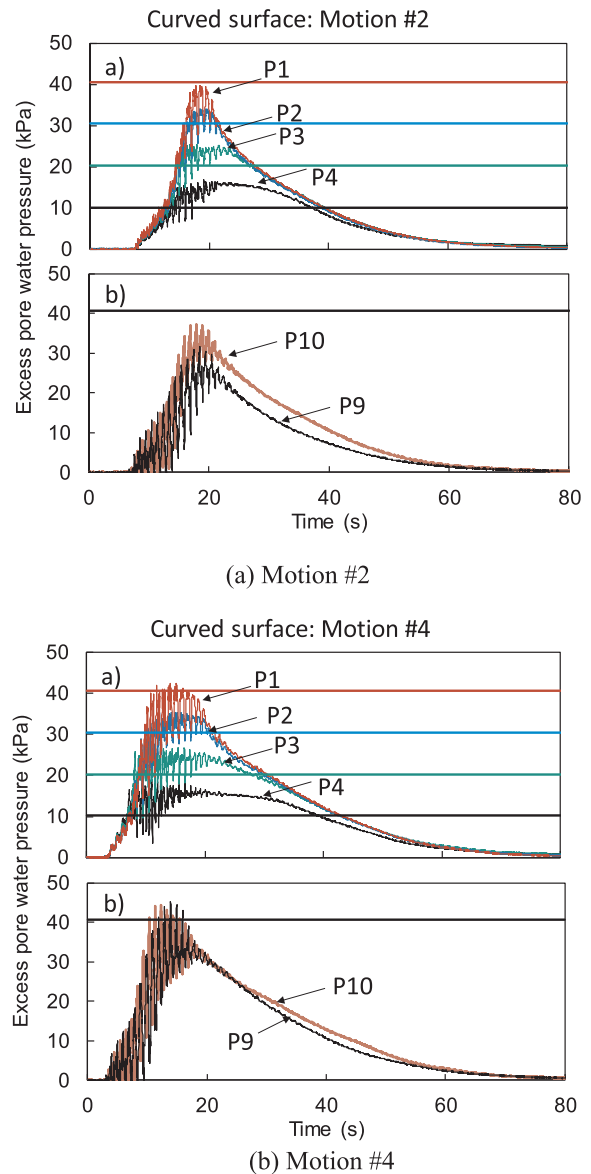 Curved surface: Motion #2
Excess pore water pressure (kPa)
50
40
30
20
10
0
a)
P1
P2
P3
P4
50
40
30
20
10
0
b)
P10
P9
0 20 40 60 80
Time (s)
(a) Motion #2
Curved surface: Motion #4
Excess pore water pressure (kPa)
50
40
30
20
10
0
a)
P1
P2
P3
P4
50
40
30
20
10
0
b)
P10
P9
0 20 40 60 80
Time (s)
(b) Motion #4